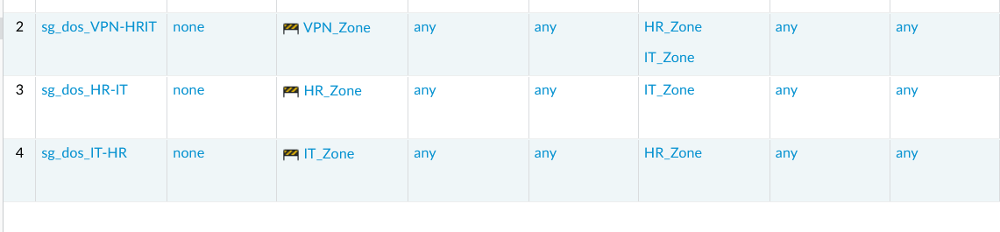 2 sg_dos_VPN-HRIT none VPN_Zone any any HR_Zone any any
IT_Zone
3 sg_dos_HR-IT none HR_Zone any any IT_Zone any any
4 sg_dos_IT-HR none IT_Zone any any HR_Zone any any